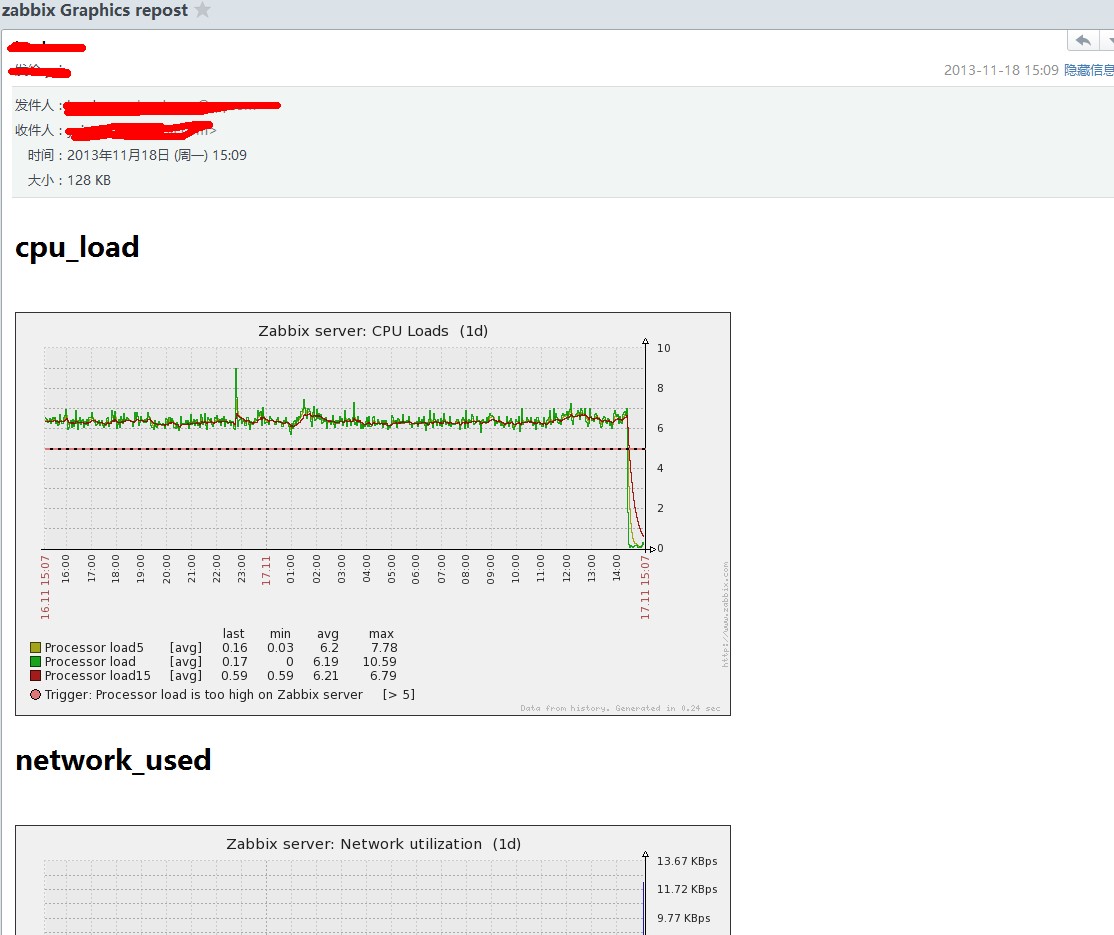 zabbix Graphics repost
2013-11-18 15:09 隐藏信息
发件人：
收件人：
时间：2013年11月18日 (周一) 15:09
大小：128 KB
cpu_load
Zabbix server: CPU Loads (1d)
10
8
6
4
2
0
16.11 15:07 16:00 17:00 18:00 19:00 20:00 21:00 22:00 23:00 17.11 01:00 02:00 03:00 04:00 05:00 06:00 07:00 08:00 09:00 10:00 11:00 12:00 13:00 14:00 17.11 15:07
http://www.zabbix.com
last min avg max
Processor load5 [avg] 0.16 0.03 6.2 7.78
Processor load [avg] 0.17 0 6.19 10.59
Processor load15 [avg] 0.59 0.59 6.21 6.79
Trigger: Processor load is too high on Zabbix server [> 5]
Data from history. Generated in 0.24 sec
network_used
Zabbix server: Network utilization (1d)
13.67 KBps
11.72 KBps
9.77 KBps